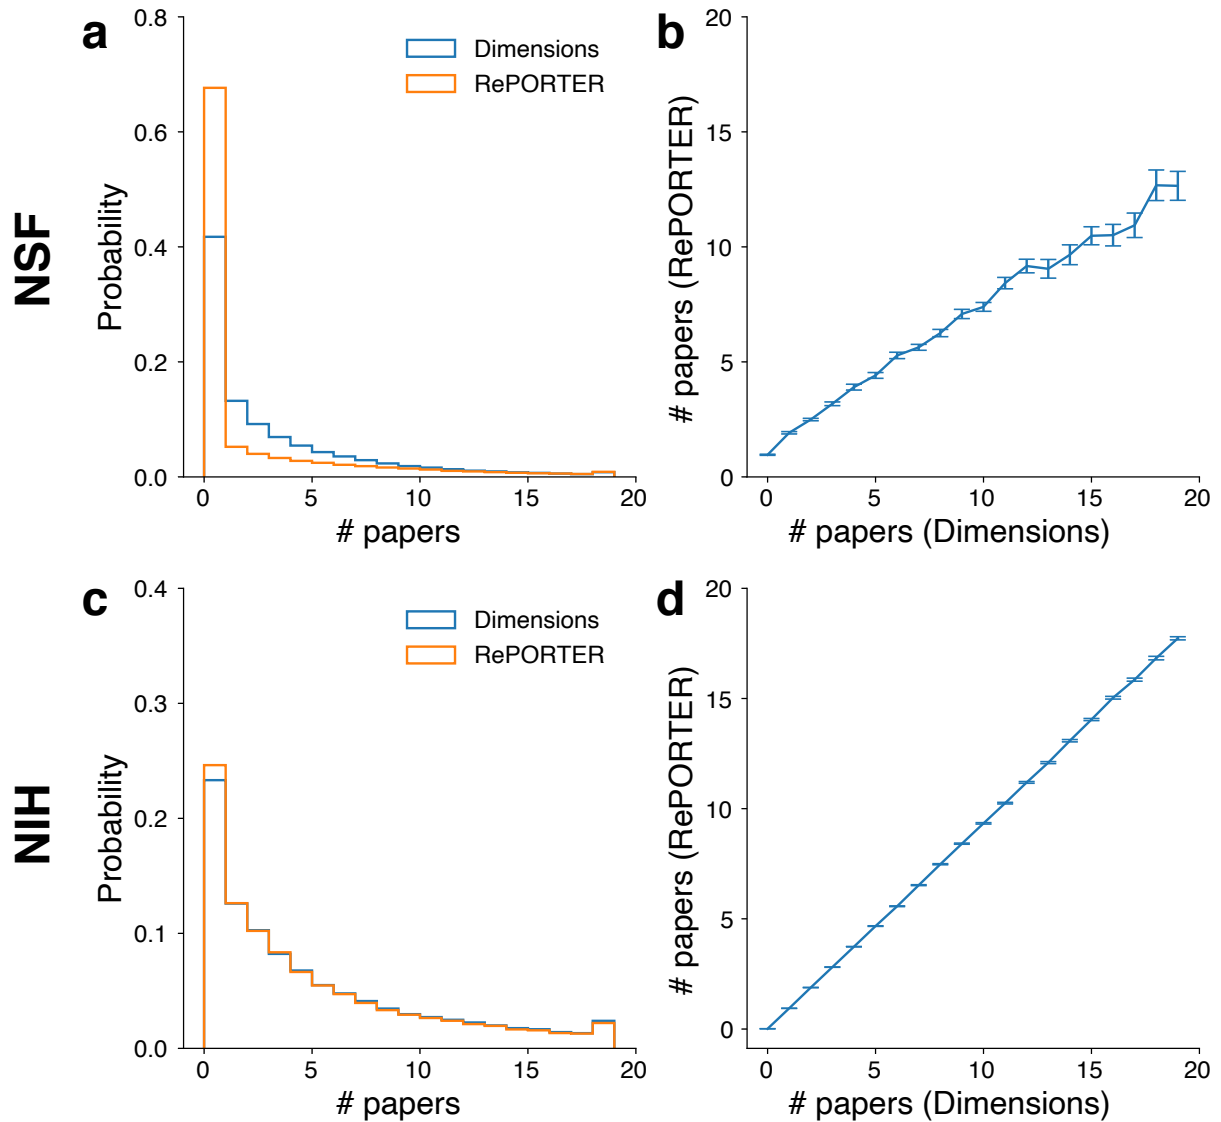 NSF
a
0.8
0.6
0.4
0.2
0.0
Probability
Dimensions
RePORTER
0 5 10 15 20
# papers
b
20
15
10
5
0
# papers (RePORTER)
0 5 10 15 20
# papers (Dimensions)
NIH
c
0.4
0.3
0.2
0.1
0.0
Probability
Dimensions
RePORTER
0 5 10 15 20
# papers
d
20
15
10
5
0
# papers (RePORTER)
0 5 10 15 20
# papers (Dimensions)